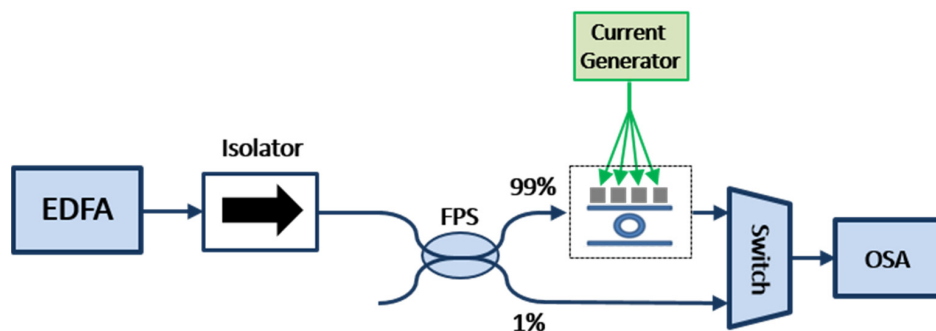 Current
Generator
Isolator
EDFA
99%
FPS
Switch
OSA
1%